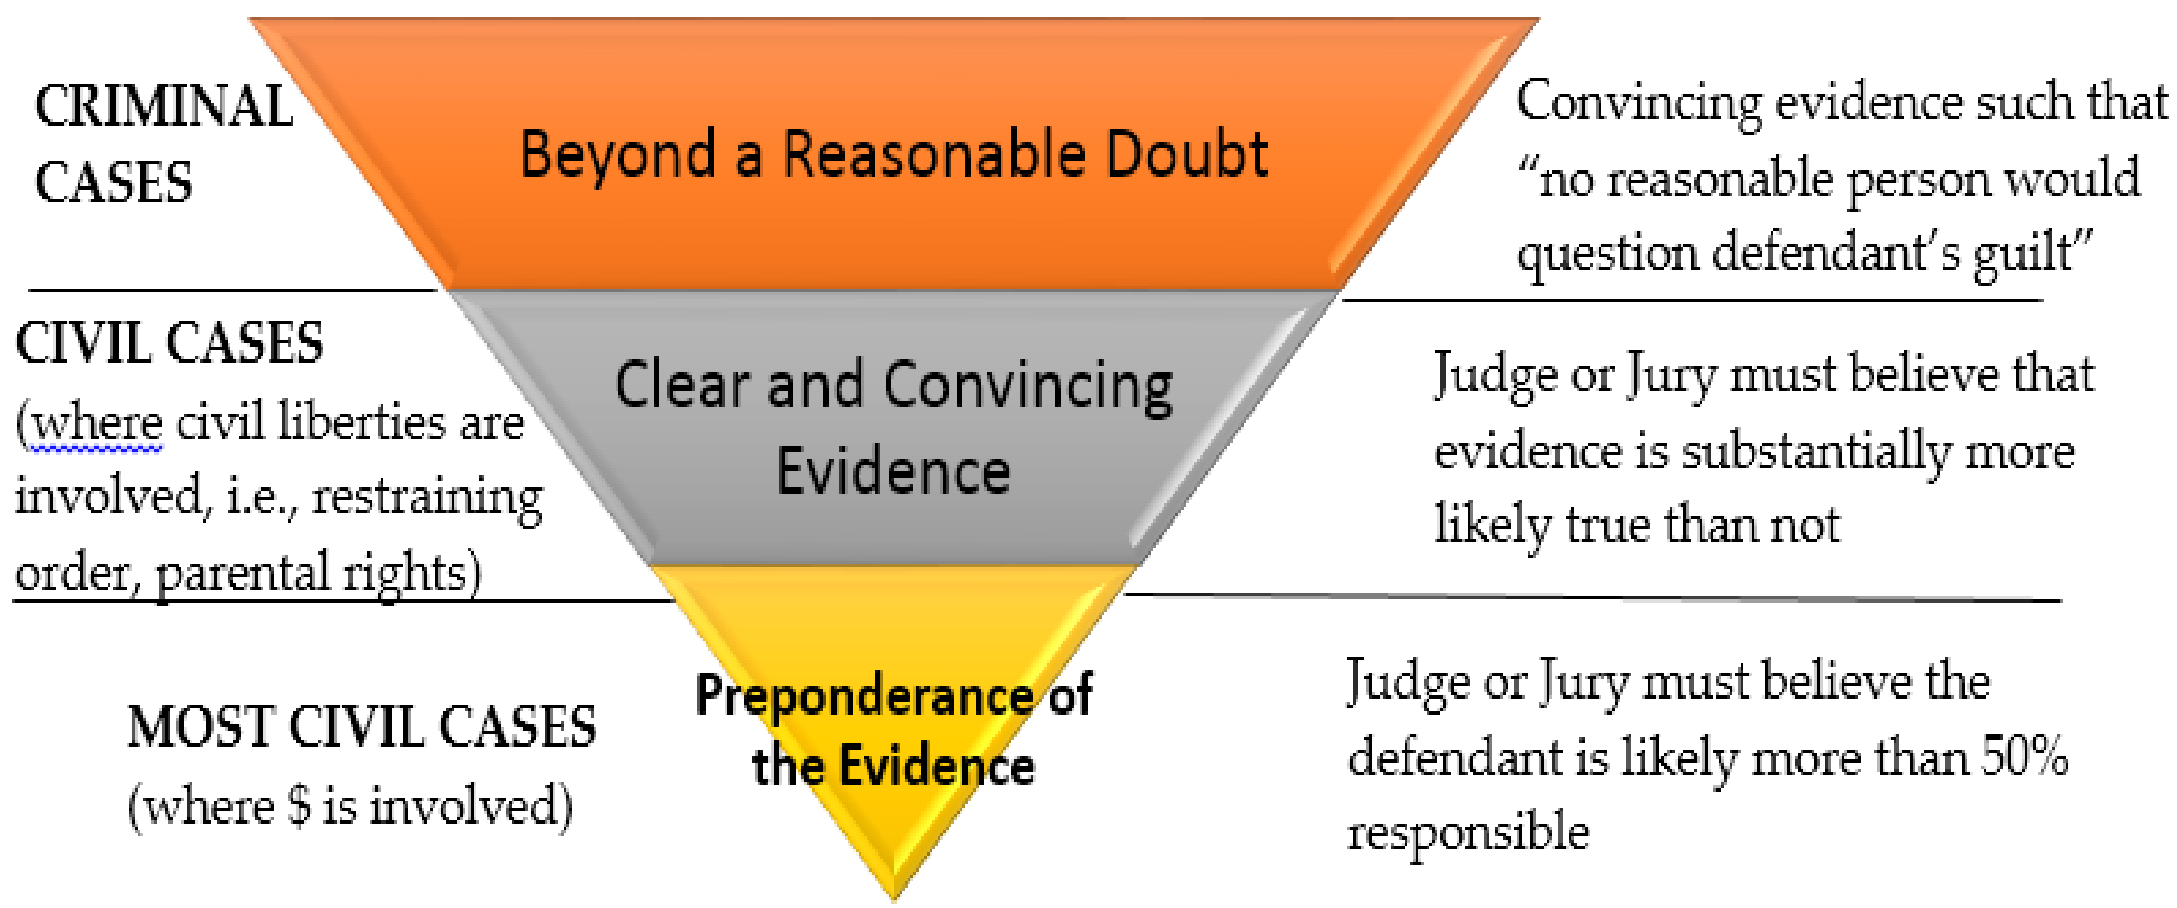 CRIMINAL
CASES
Beyond a Reasonable Doubt
Convincing evidence such that
“no reasonable person would
question defendant’s guilt”
CIVIL CASES
(where civil liberties are
involved, i.e., restraining
order, parental rights)
Clear and Convincing
Evidence
Judge or Jury must believe that
evidence is substantially more
likely true than not
MOST CIVIL CASES
(where $ is involved)
Preponderance of
the Evidence
Judge or Jury must believe the
defendant is likely more than 50%
responsible